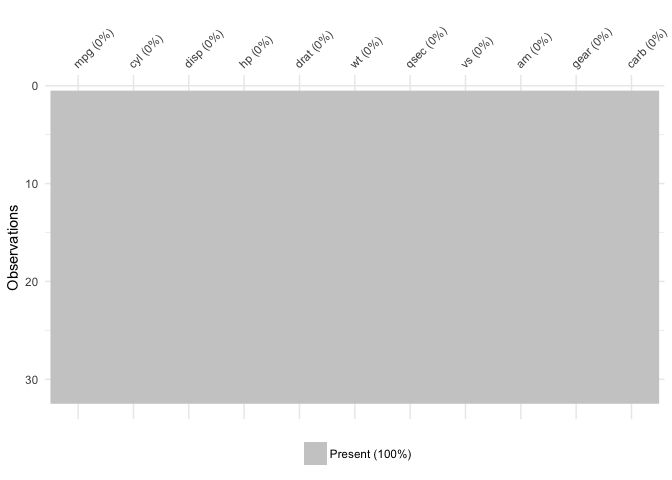 mpg (0%)
cyl (0%)
disp (0%)
hp (0%)
drat (0%)
wt (0%)
qsec (0%)
vs (0%)
am (0%)
gear (0%)
carb (0%)
0
10
20
30
Observations
Present (100%)